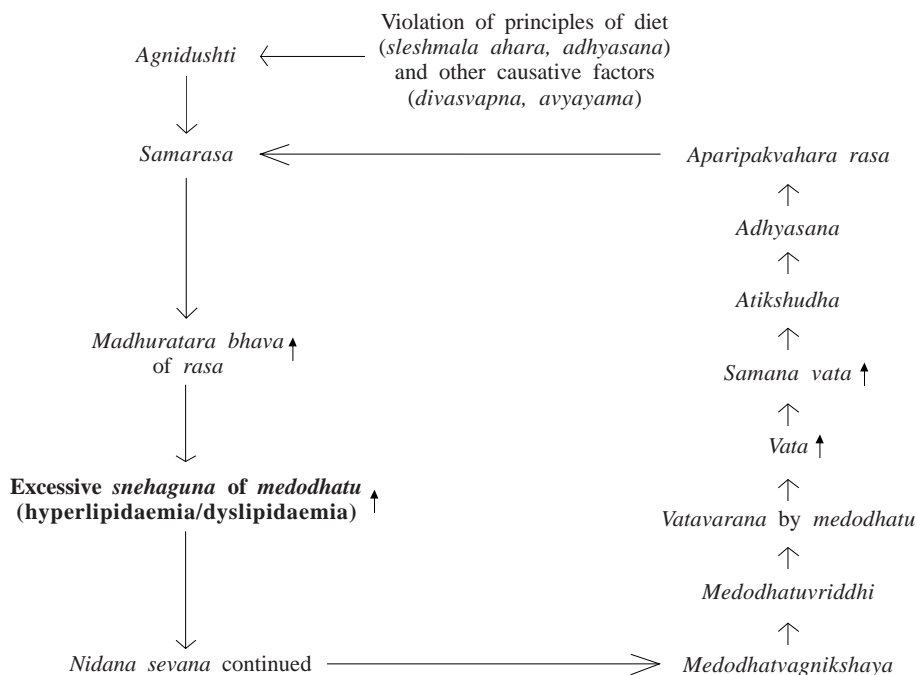 Violation of principles of diet
(sleshmala ahara, adhyasana)
and other causative factors
(divasvapna, avyayama)
Agnidushti
Samarasa
Madhuratara bhava
of rasa
Excessive snehaguna of medodhatu
(hyperlipidaemia/dyslipidaemia)
Nidana sevana continued
Medodhatvagnikshaya
Medodhatuvriddhi
Vatavarana by medodhatu
Vata
Samana vata
Atikshudha
Adhyasana
Aparipakvahara rasa